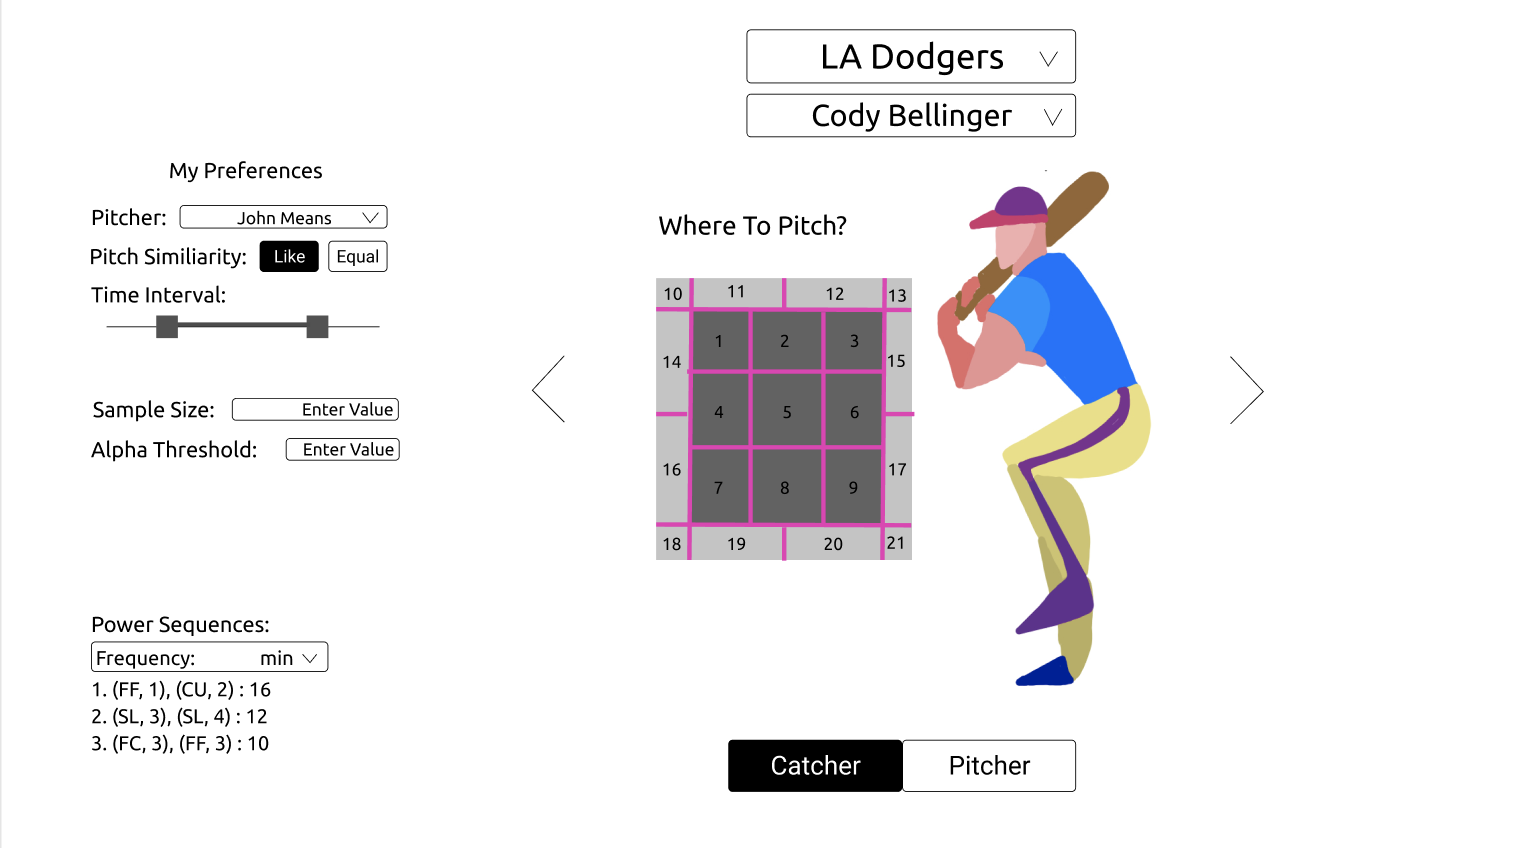 LA Dodgers
Cody Bellinger
My Preferences
Pitcher: John Means
Pitch Similiarity: Like Equal
Time Interval:
Sample Size: Enter Value
Alpha Threshold: Enter Value
Power Sequences:
Frequency: min
1. (FF, 1), (CU, 2) : 16
2. (SL, 3), (SL, 4) : 12
3. (FC, 3), (FF, 3) : 10
Where To Pitch?
10 11 12 13
1 2 3
14 15
4 5 6
16 17
7 8 9
18 19 20 21
Catcher Pitcher